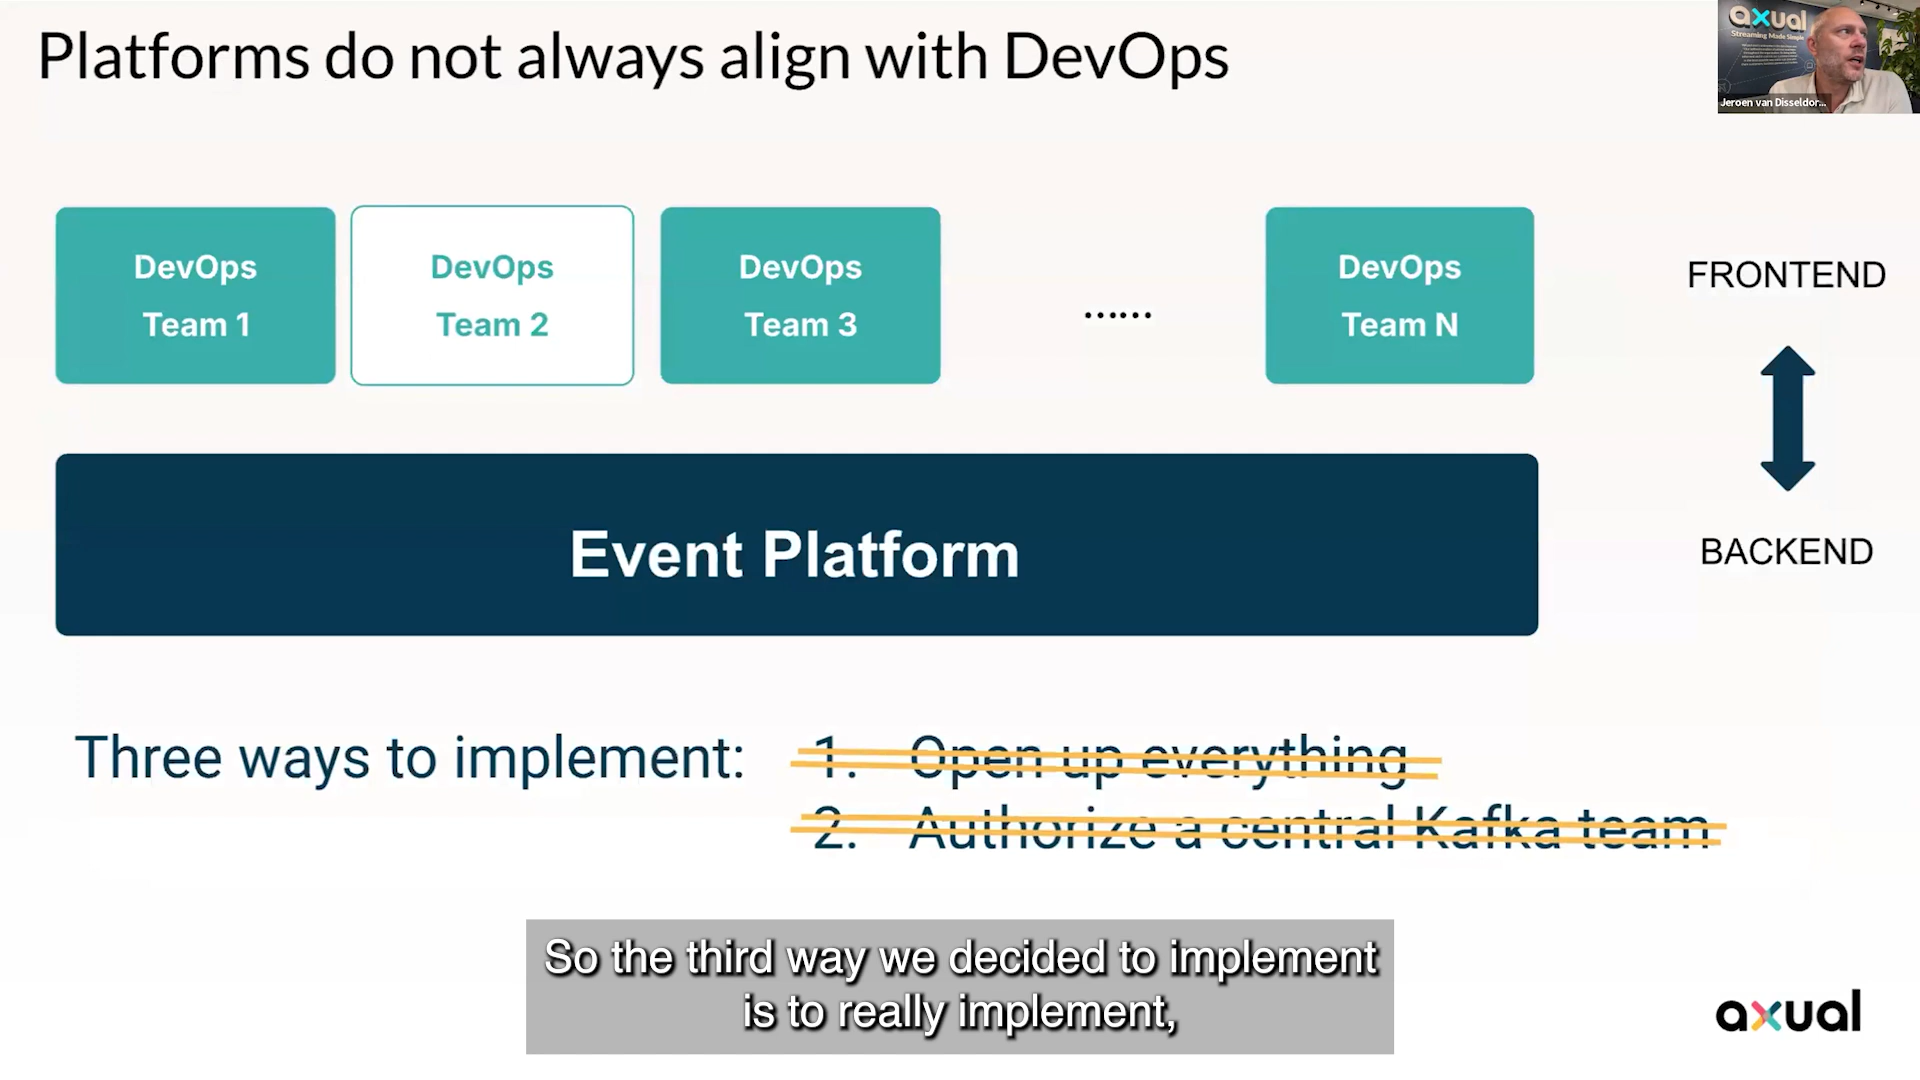 Platforms do not always align with DevOps
axual
Streaming Made Simple
Jeroen van Disseldor...
DevOps
Team 1
DevOps
Team 2
DevOps
Team 3
......
DevOps
Team N
FRONTEND
Event Platform
BACKEND
Three ways to implement:
1. Open up everything
2. Authorize a central Kafka team
So the third way we decided to implement
is to really implement,
axual